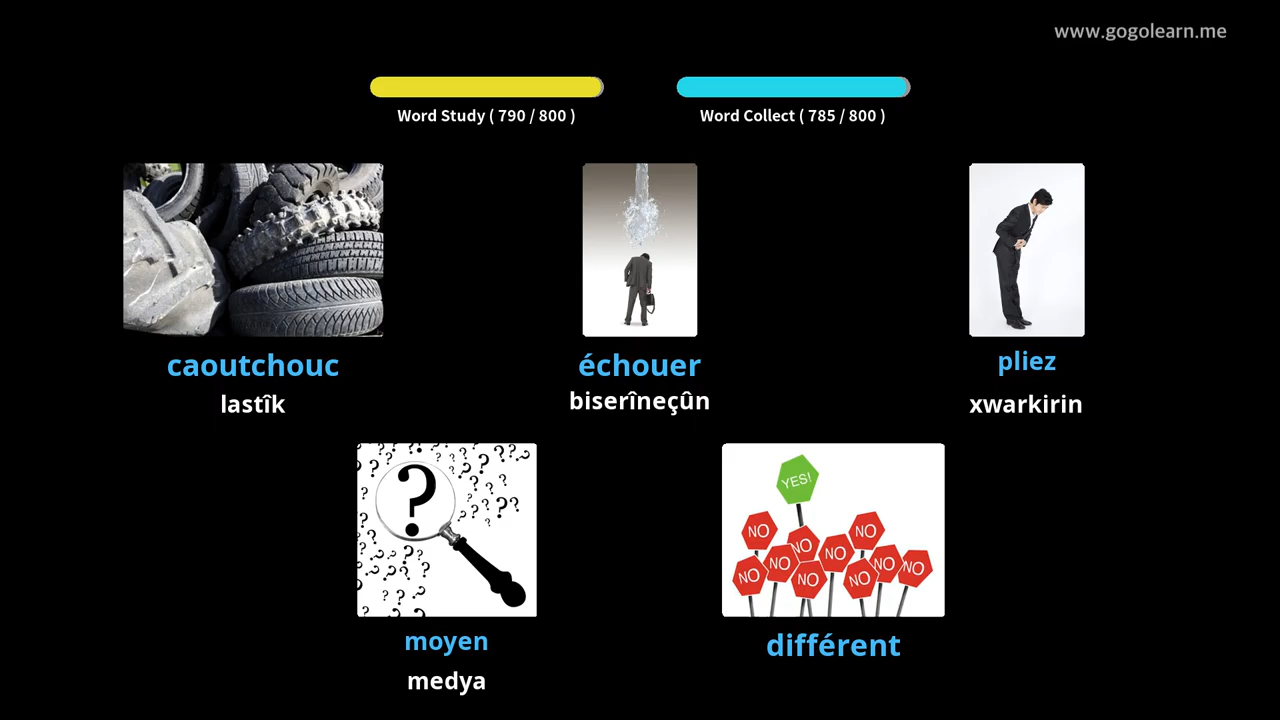 www.gogolearn.me
Word Study ( 790 / 800 )
Word Collect ( 785 / 800 )
caoutchouc
lastîk
échouer
biserîneçûn
pliez
xwarkirin
?
YES!
NO
NO
NO
NO
NO
NO
NO
NO
NO
NO
moyen
medya
différent